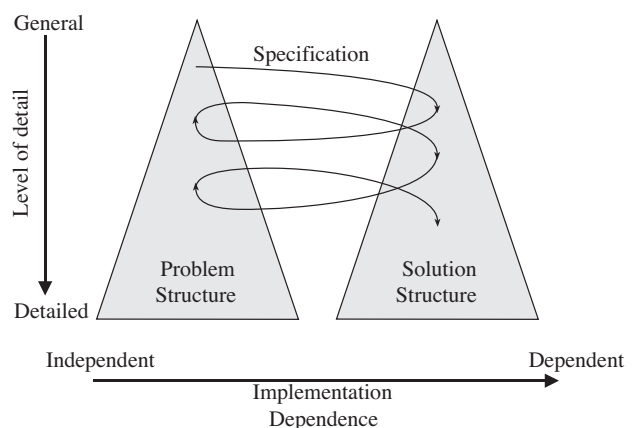 General
Specification
Level of detail
Problem
Structure
Solution
Structure
Detailed
Independent
Dependent
Implementation
Dependence